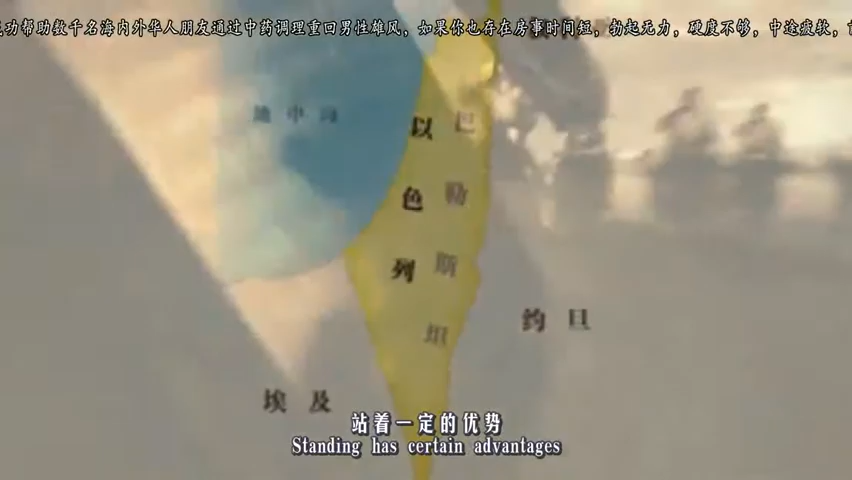 功帮助数千名海内外华人朋友通过中药调理重回男性雄风，如果你也存在房事时间短，勃起无力，硬度不够，中途疲软，
地中海
以色列
巴勒斯坦
约旦
埃及
站着一定的优势
Standing has certain advantages